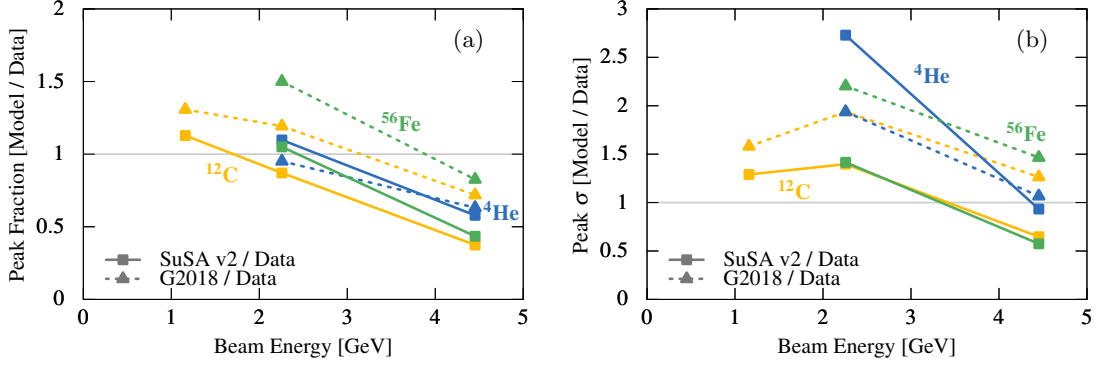 Peak Fraction [Model / Data]
2
1.5
1
0.5
0
(a)
⁵⁶Fe
¹²C
⁴He
SuSA v2 / Data
G2018 / Data
0 1 2 3 4 5
Beam Energy [GeV]
Peak σ [Model / Data]
3
2.5
2
1.5
1
0.5
0
(b)
⁴He
⁵⁶Fe
¹²C
SuSA v2 / Data
G2018 / Data
0 1 2 3 4 5
Beam Energy [GeV]